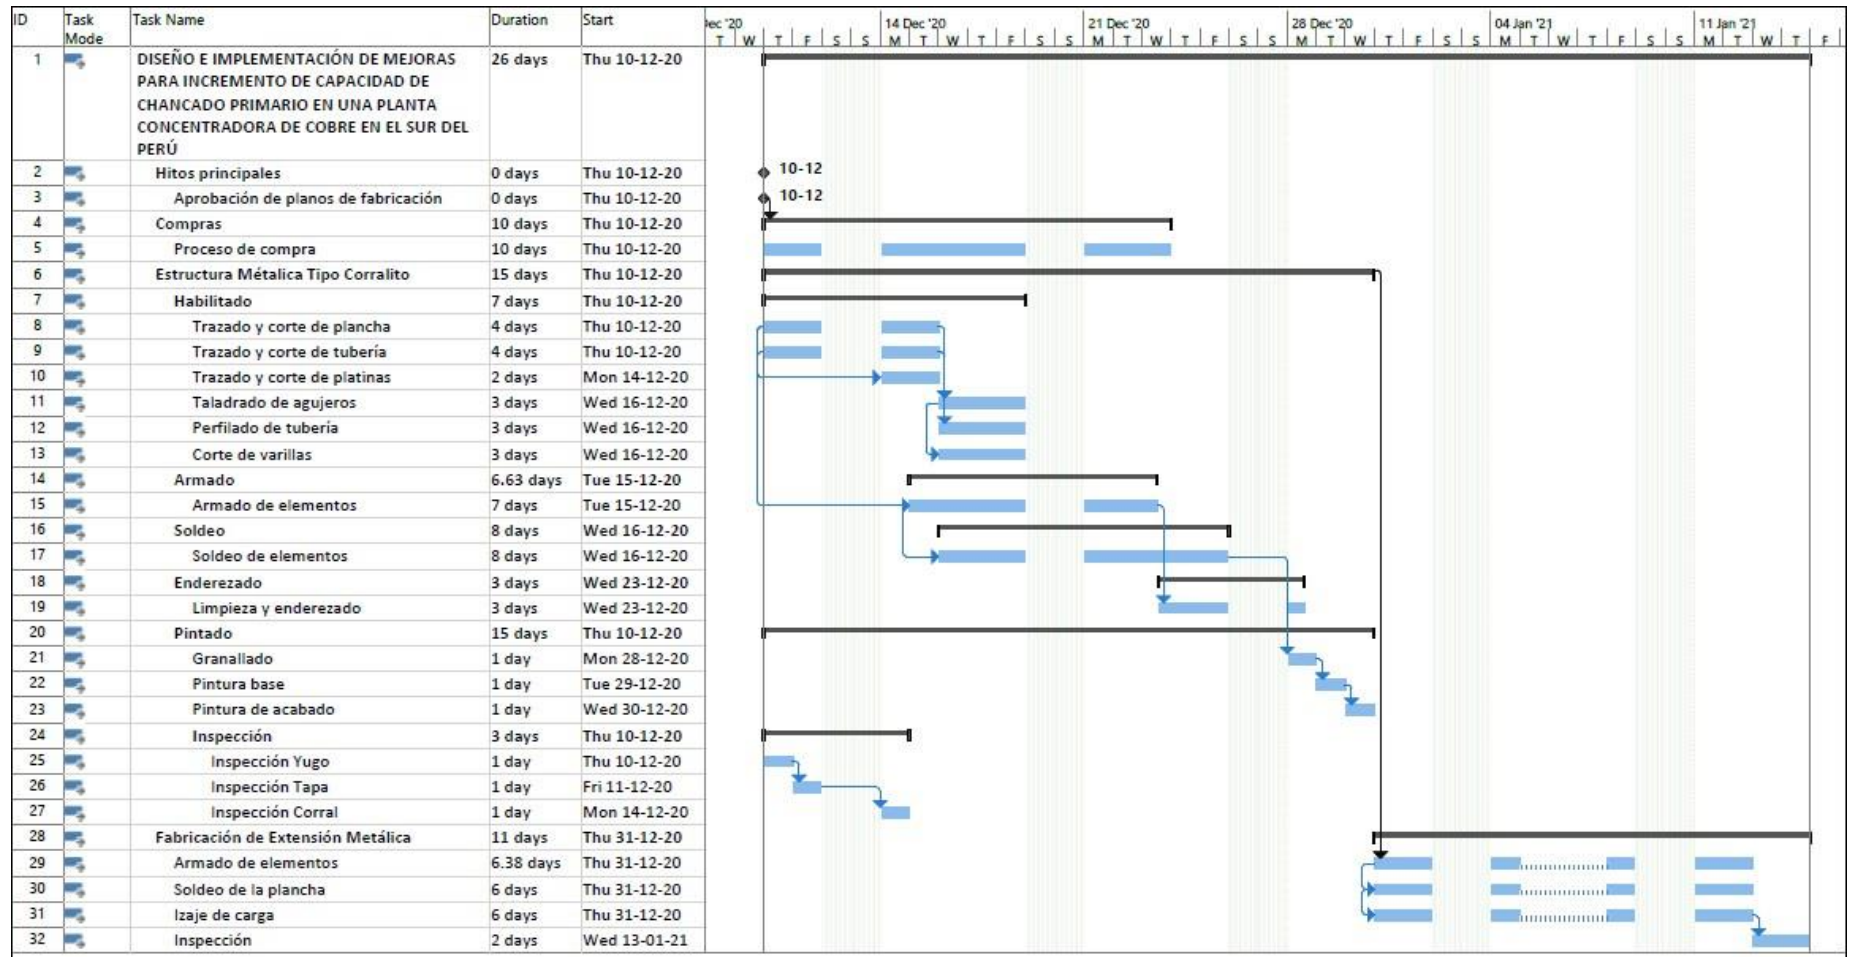 ID Task Mode Task Name Duration Start Dec '20 14 Dec '20 21 Dec '20 28 Dec '20 04 Jan '21 11 Jan '21
T W T F S S M T W T F S S M T W T F S S M T W T F S S M T W T F S S M T W T F
1 DISEÑO E IMPLEMENTACIÓN DE MEJORAS 26 days Thu 10-12-20
PARA INCREMENTO DE CAPACIDAD DE
CHANCADO PRIMARIO EN UNA PLANTA
CONCENTRADORA DE COBRE EN EL SUR DEL
PERÚ
2 Hitos principales 0 days Thu 10-12-20 10-12
3 Aprobación de planos de fabricación 0 days Thu 10-12-20 10-12
4 Compras 10 days Thu 10-12-20
5 Proceso de compra 10 days Thu 10-12-20
6 Estructura Métalica Tipo Corralito 15 days Thu 10-12-20
7 Habilitado 7 days Thu 10-12-20
8 Trazado y corte de plancha 4 days Thu 10-12-20
9 Trazado y corte de tubería 4 days Thu 10-12-20
10 Trazado y corte de platinas 2 days Mon 14-12-20
11 Taladrado de agujeros 3 days Wed 16-12-20
12 Perfilado de tubería 3 days Wed 16-12-20
13 Corte de varillas 3 days Wed 16-12-20
14 Armado 6.63 days Tue 15-12-20
15 Armado de elementos 7 days Tue 15-12-20
16 Soldeo 8 days Wed 16-12-20
17 Soldeo de elementos 8 days Wed 16-12-20
18 Enderezado 3 days Wed 23-12-20
19 Limpieza y enderezado 3 days Wed 23-12-20
20 Pintado 15 days Thu 10-12-20
21 Granallado 1 day Mon 28-12-20
22 Pintura base 1 day Tue 29-12-20
23 Pintura de acabado 1 day Wed 30-12-20
24 Inspección 3 days Thu 10-12-20
25 Inspección Yugo 1 day Thu 10-12-20
26 Inspección Tapa 1 day Fri 11-12-20
27 Inspección Corral 1 day Mon 14-12-20
28 Fabricación de Extensión Metálica 11 days Thu 31-12-20
29 Armado de elementos 6.38 days Thu 31-12-20
30 Soldeo de la plancha 6 days Thu 31-12-20
31 Izaje de carga 6 days Thu 31-12-20
32 Inspección 2 days Wed 13-01-21